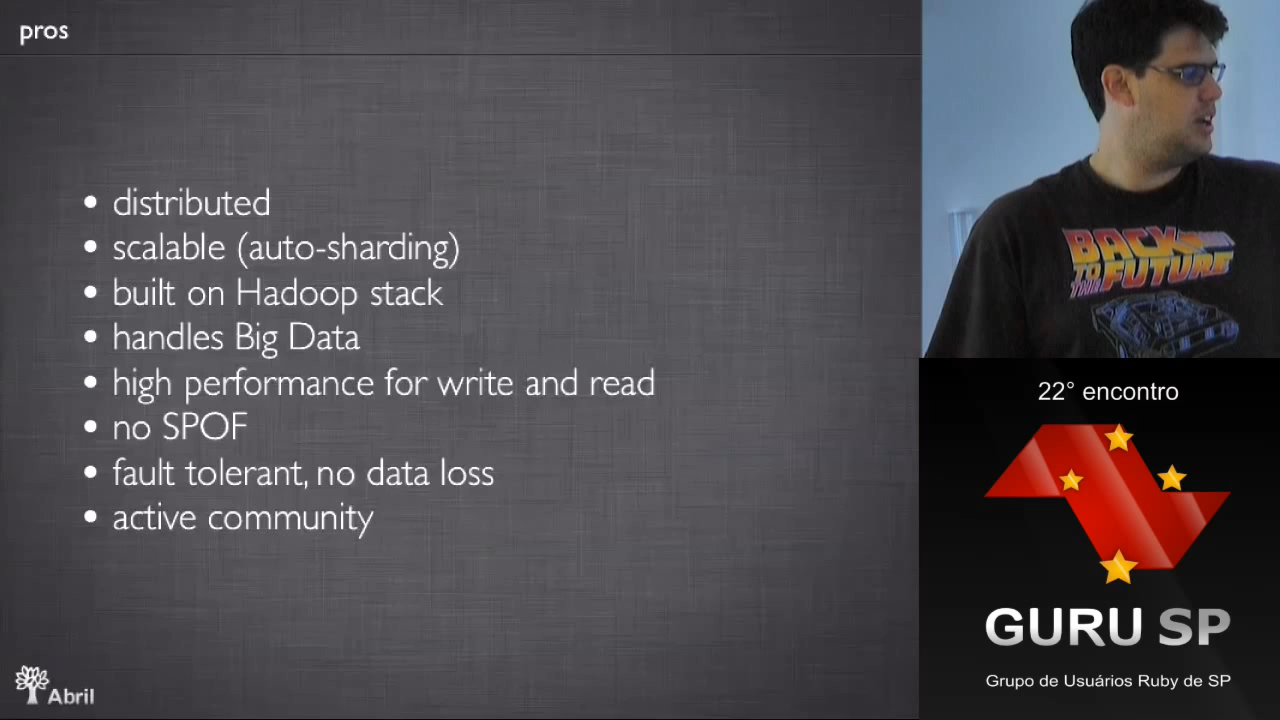 pros
• distributed
• scalable (auto-sharding)
• built on Hadoop stack
• handles Big Data
• high performance for write and read
• no SPOF
• fault tolerant, no data loss
• active community
Abril
BACK
TO
FUTURE
22° encontro
GURU SP
Grupo de Usuários Ruby de SP